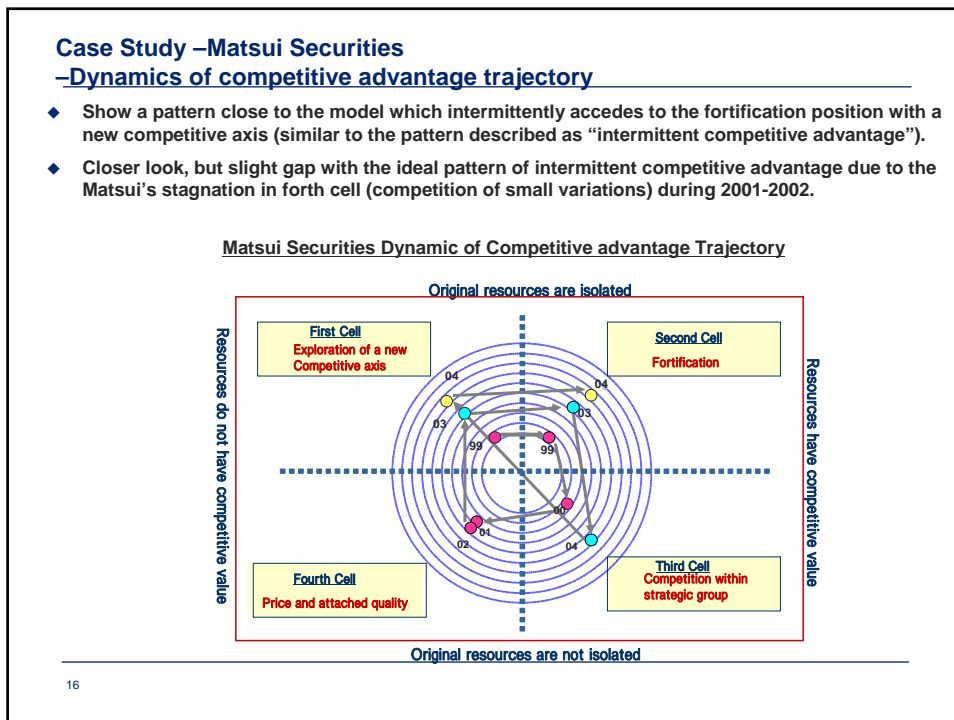 Case Study –Matsui Securities
–Dynamics of competitive advantage trajectory
◆ Show a pattern close to the model which intermittently accedes to the fortification position with a
new competitive axis (similar to the pattern described as “intermittent competitive advantage”).
◆ Closer look, but slight gap with the ideal pattern of intermittent competitive advantage due to the
Matsui’s stagnation in forth cell (competition of small variations) during 2001-2002.
Matsui Securities Dynamic of Competitive advantage Trajectory
Original resources are isolated
First Cell
Exploration of a new
Competitive axis
Second Cell
Fortification
Resources do not have competitive value
Resources have competitive value
04
04
03
03
99
99
00
01
02
04
Fourth Cell
Price and attached quality
Third Cell
Competition within
strategic group
Original resources are not isolated
16